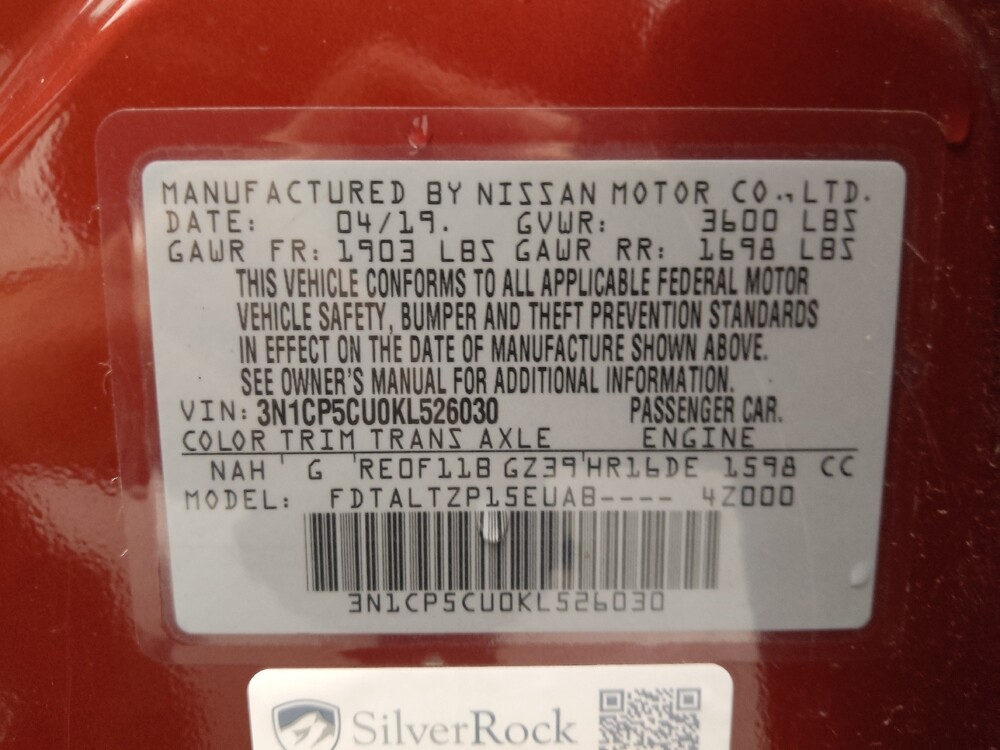 MANUFACTURED BY NISSAN MOTOR CO., LTD.
DATE: 04/19. GVWR: 3600 LBS
GAWR FR: 1903 LBS GAWR RR: 1698 LBS
THIS VEHICLE CONFORMS TO ALL APPLICABLE FEDERAL MOTOR
VEHICLE SAFETY, BUMPER AND THEFT PREVENTION STANDARDS
IN EFFECT ON THE DATE OF MANUFACTURE SHOWN ABOVE.
SEE OWNER'S MANUAL FOR ADDITIONAL INFORMATION.
VIN: 3N1CP5CU0KL526030 PASSENGER CAR.
COLOR TRIM TRANS AXLE ENGINE
NAH G RE0F11B GZ39 HR16DE 1598 CC
MODEL: FDTALTZP15EUAB---- 4Z000
3N1CP5CU0KL526030
SilverRock